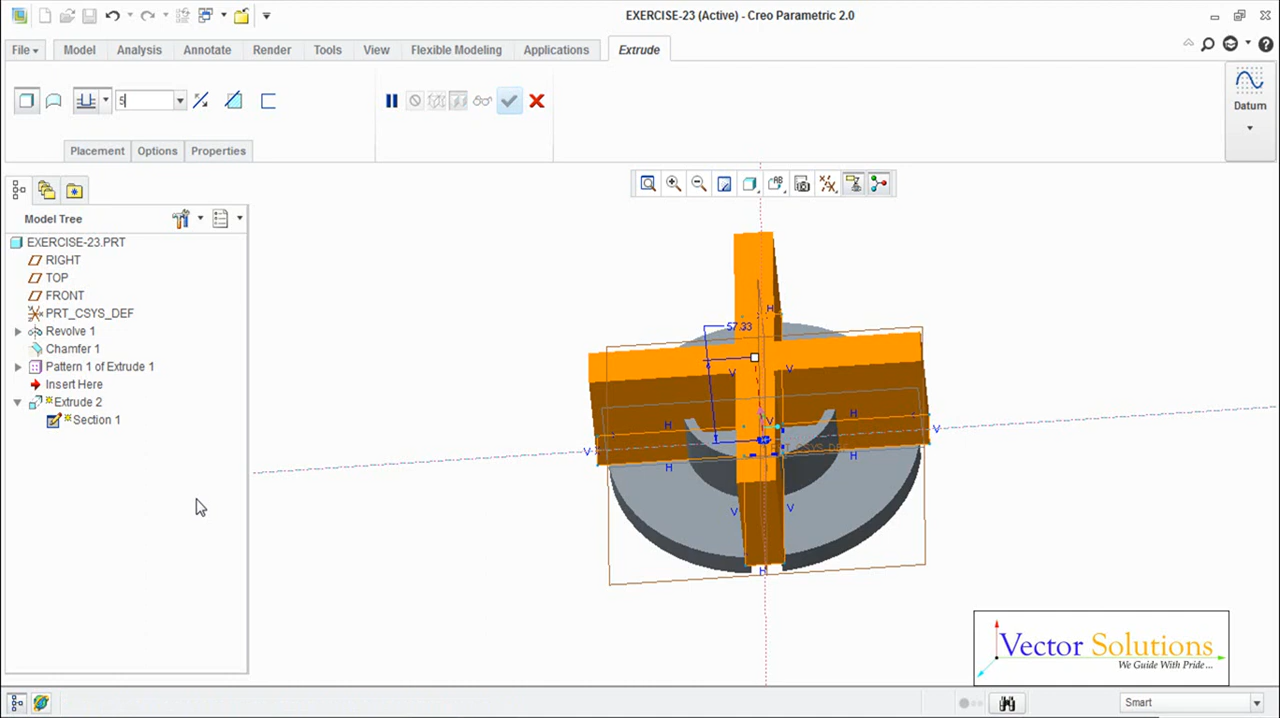 EXERCISE-23 (Active) - Creo Parametric 2.0
File Model Analysis Annotate Render Tools View Flexible Modeling Applications Extrude
5
Datum
Placement Options Properties
Model Tree
EXERCISE-23.PRT
RIGHT
TOP
FRONT
PRT_CSYS_DEF
Revolve 1
Chamfer 1
Pattern 1 of Extrude 1
Insert Here
Extrude 2
Section 1
H
57.33
V V
H H V
V PRT_CSYS_DEF
H H
V V
H
Vector Solutions
We Guide With Pride...
Smart